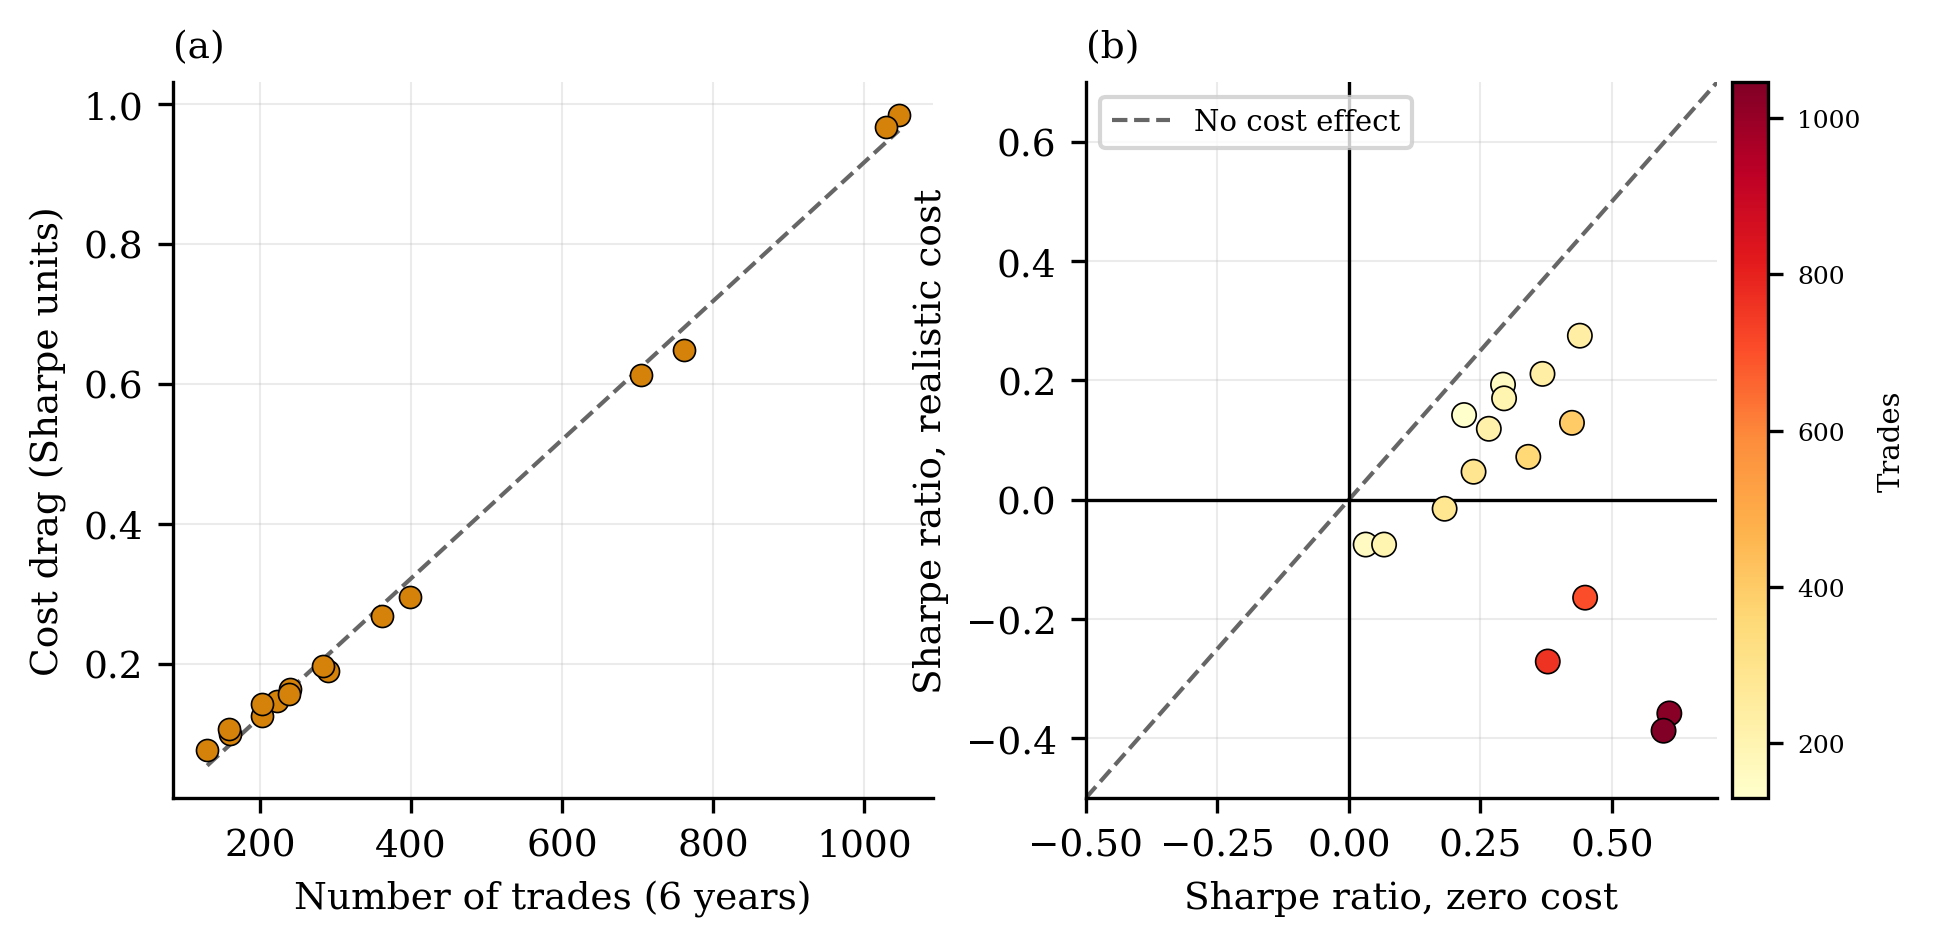 (a)
1.0
0.8
0.6
0.4
0.2
Cost drag (Sharpe units)
200 400 600 800 1000
Number of trades (6 years)
(b)
No cost effect
0.6
0.4
0.2
0.0
−0.2
−0.4
Sharpe ratio, realistic cost
−0.50 −0.25 0.00 0.25 0.50
Sharpe ratio, zero cost
1000
800
600
400
200
Trades